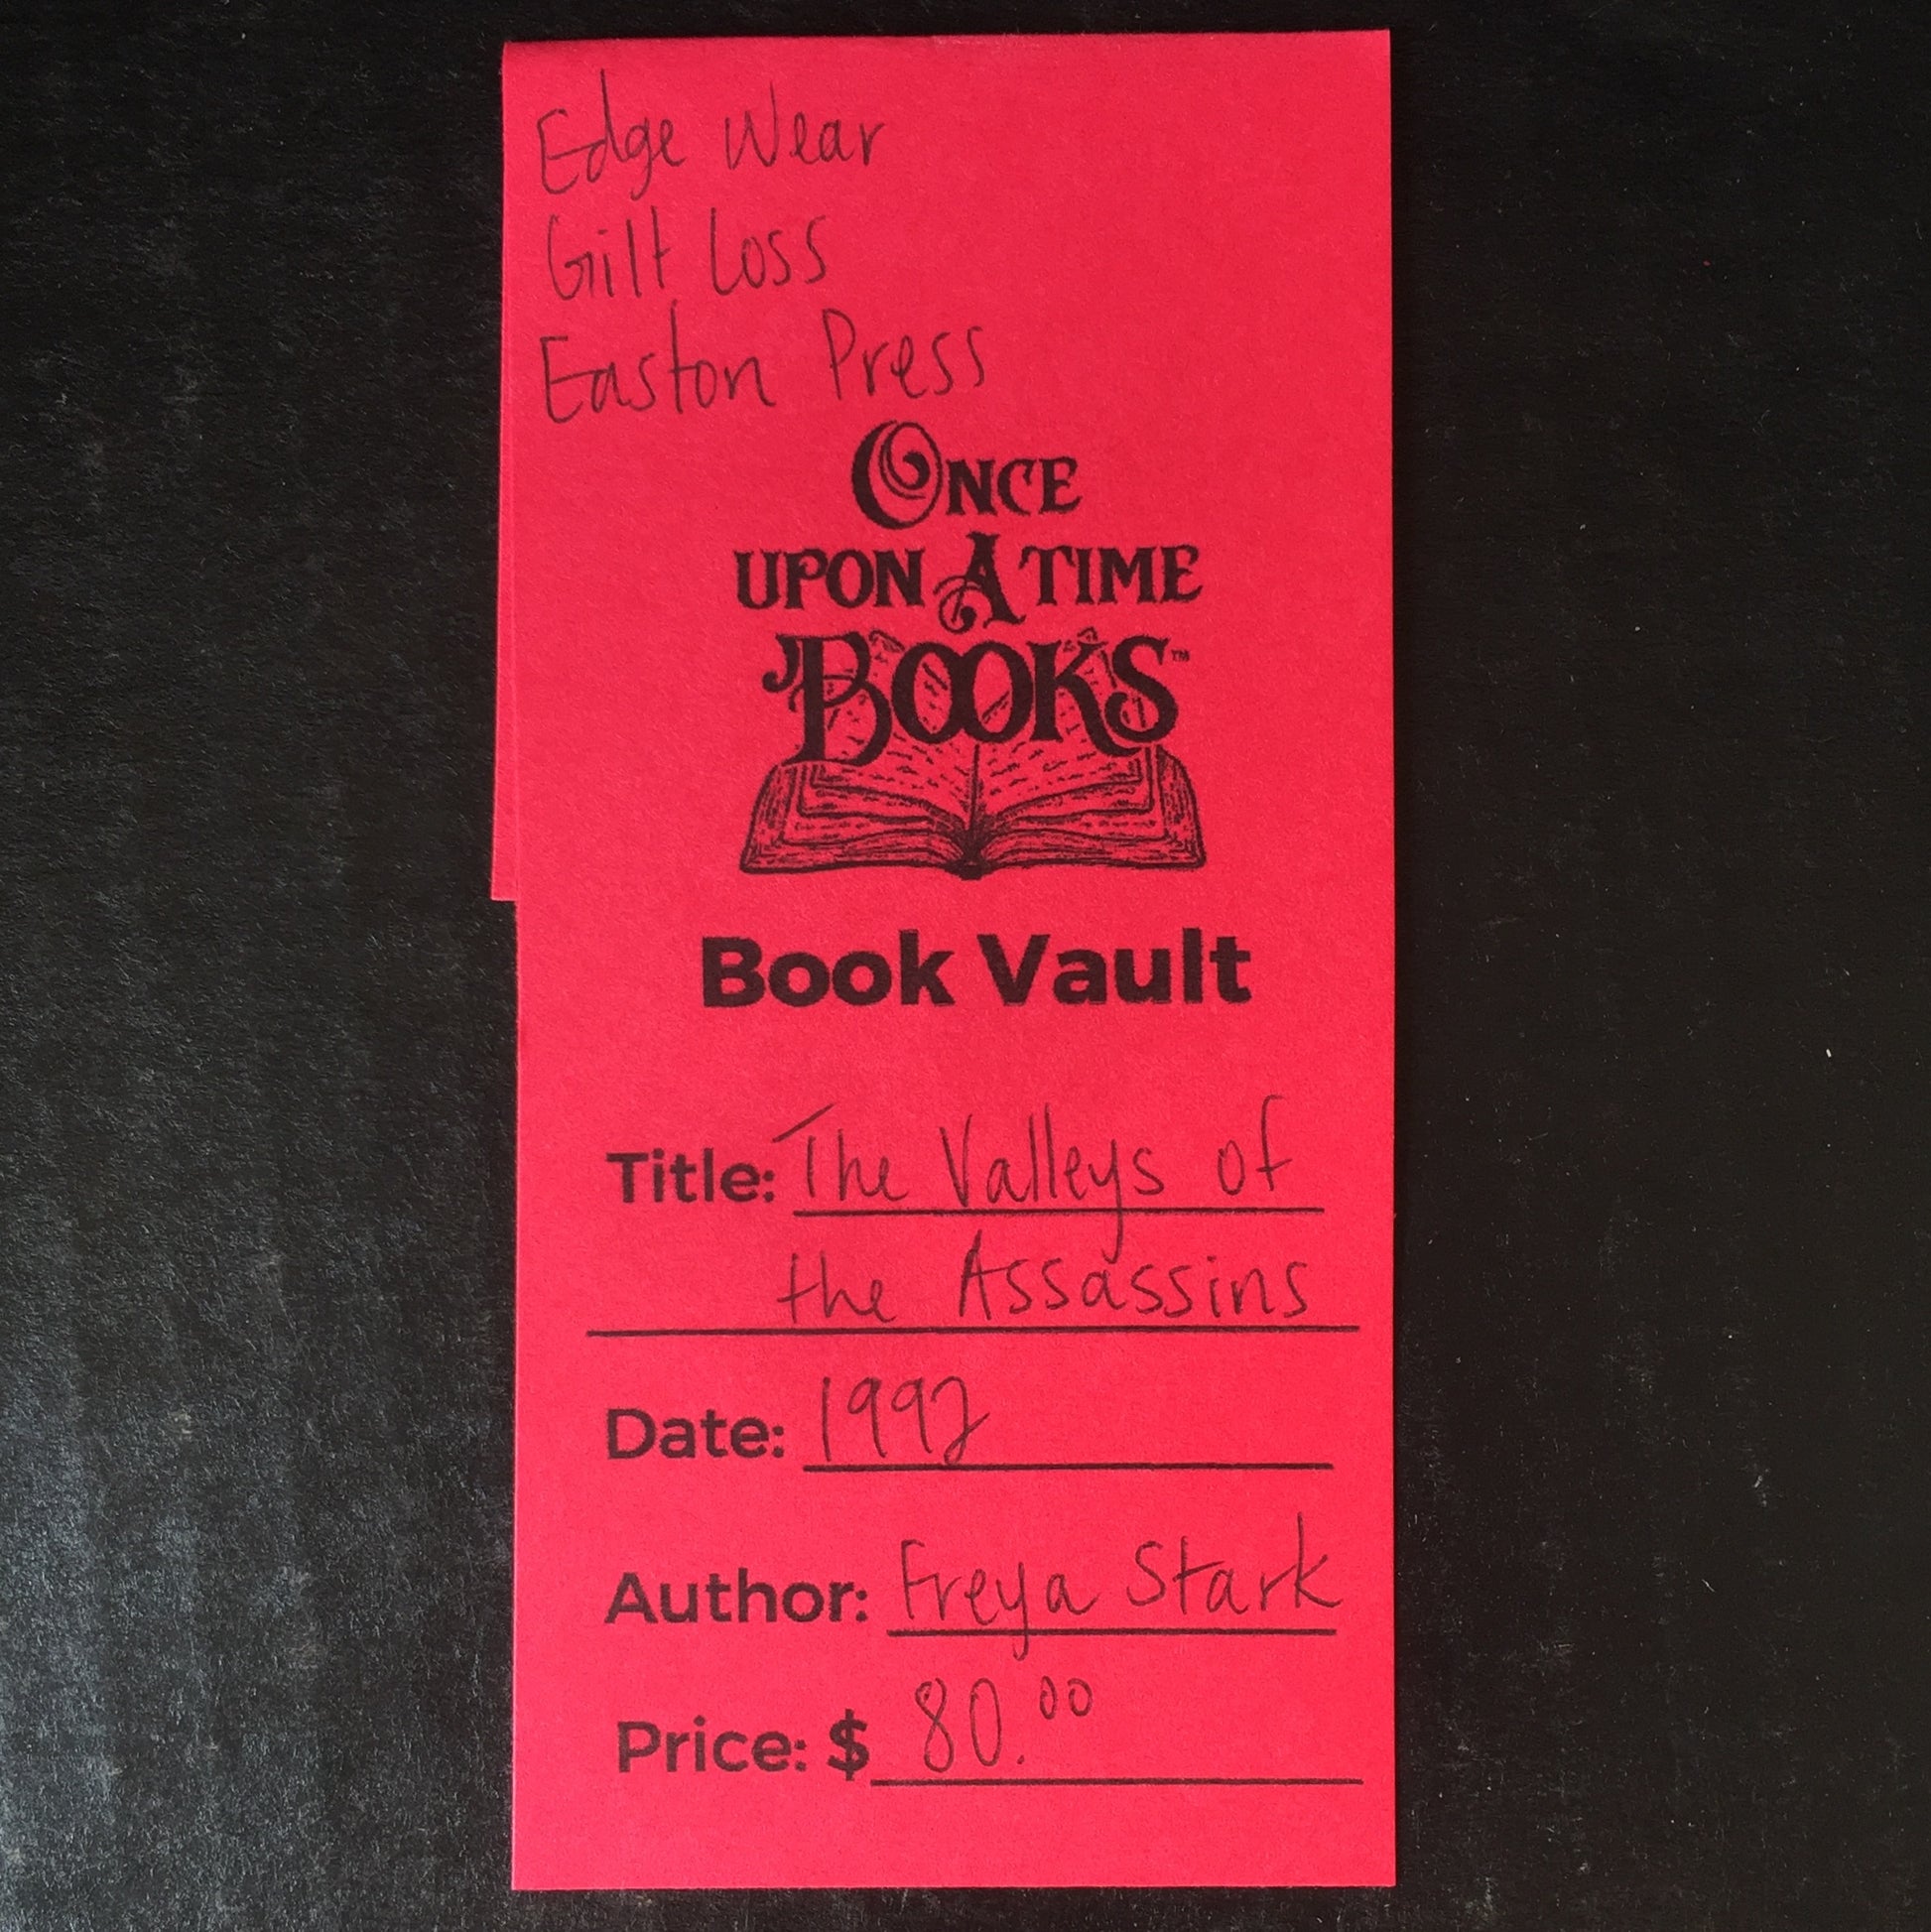 Edge Wear
Gilt Loss
Easton Press
ONCE
UPON A TIME
BOOKS™
Book Vault
Title: The Valleys of
the Assassins
Date: 1992
Author: Freya Stark
Price: $ 80.00